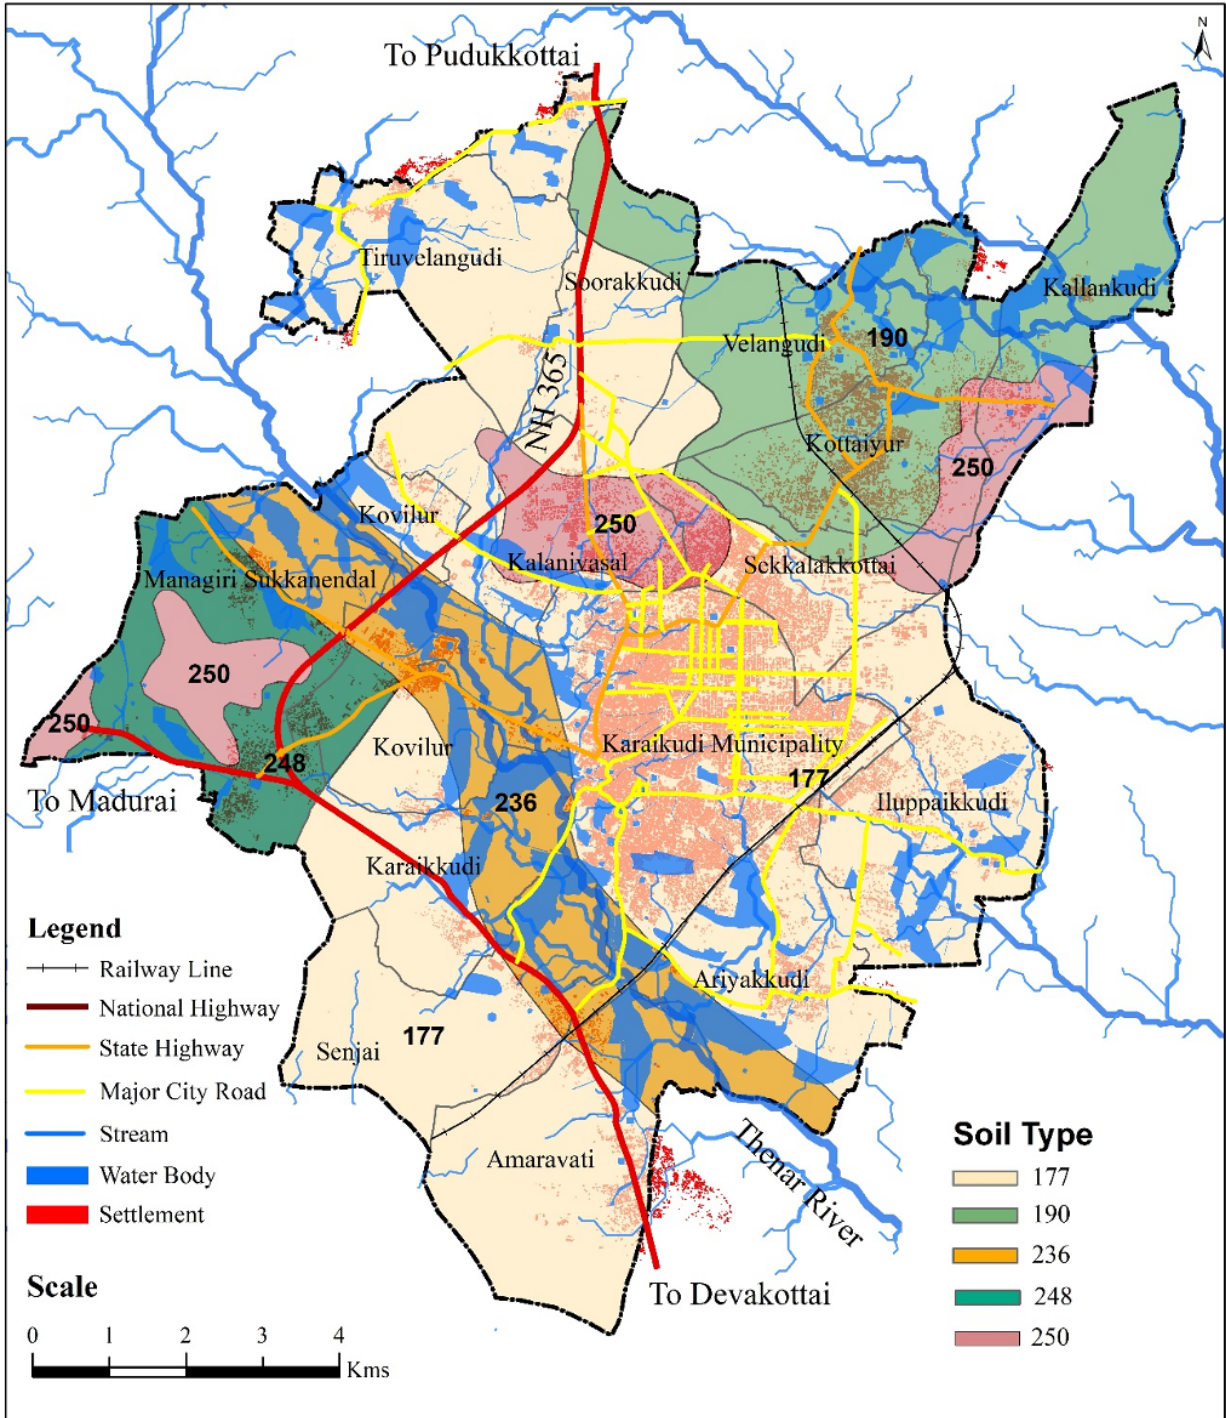 N
To Pudukkottai
Tiruvelangudi
Soorakkudi
Kallankudi
Velangudi
190
NH 365
Kottaiyur
250
Kovilur
250
Kalanivasal
Sekkalakkottai
Managiri Sukkanendal
250
250
Kovilur
Karaikudi Municipality
248
177
To Madurai
236
Iluppaikkudi
Karaikkudi
Ariyakkudi
177
Senjai
Amaravati
Thenar River
To Devakottai
Legend
Railway Line
National Highway
State Highway
Major City Road
Stream
Water Body
Settlement
Scale
0 1 2 3 4
Kms
Soil Type
177
190
236
248
250